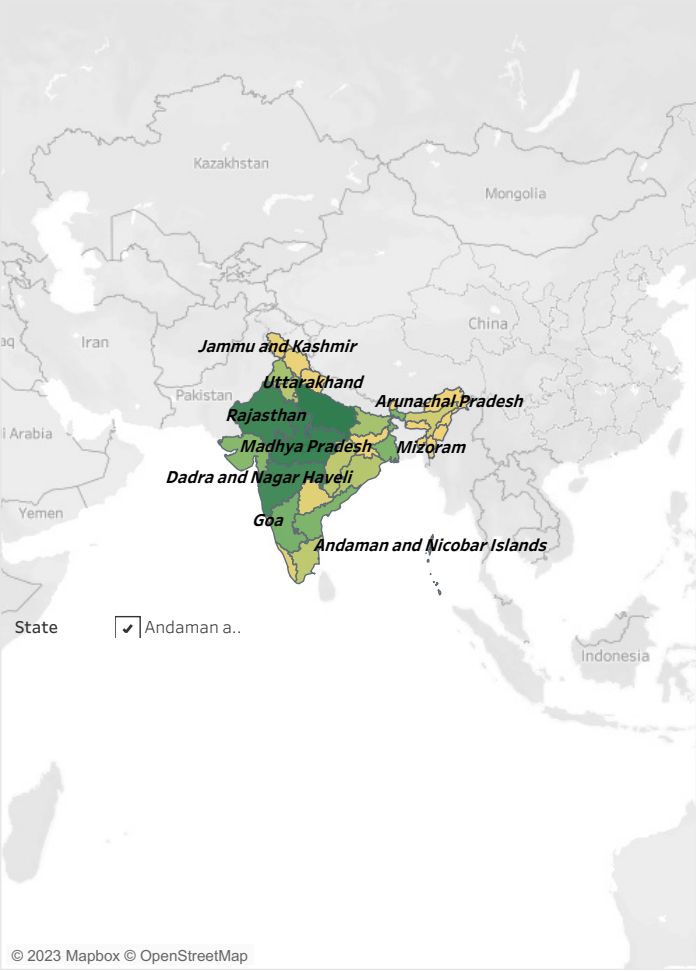 Kazakhstan
Mongolia
China
aq
Iran
Jammu and Kashmir
Uttarakhand
Pakistan
Arunachal Pradesh
Rajasthan
i Arabia
Madhya Pradesh
Mizoram
Dadra and Nagar Haveli
Yemen
Goa
Andaman and Nicobar Islands
State
Andaman a..
Indonesia
© 2023 Mapbox © OpenStreetMap